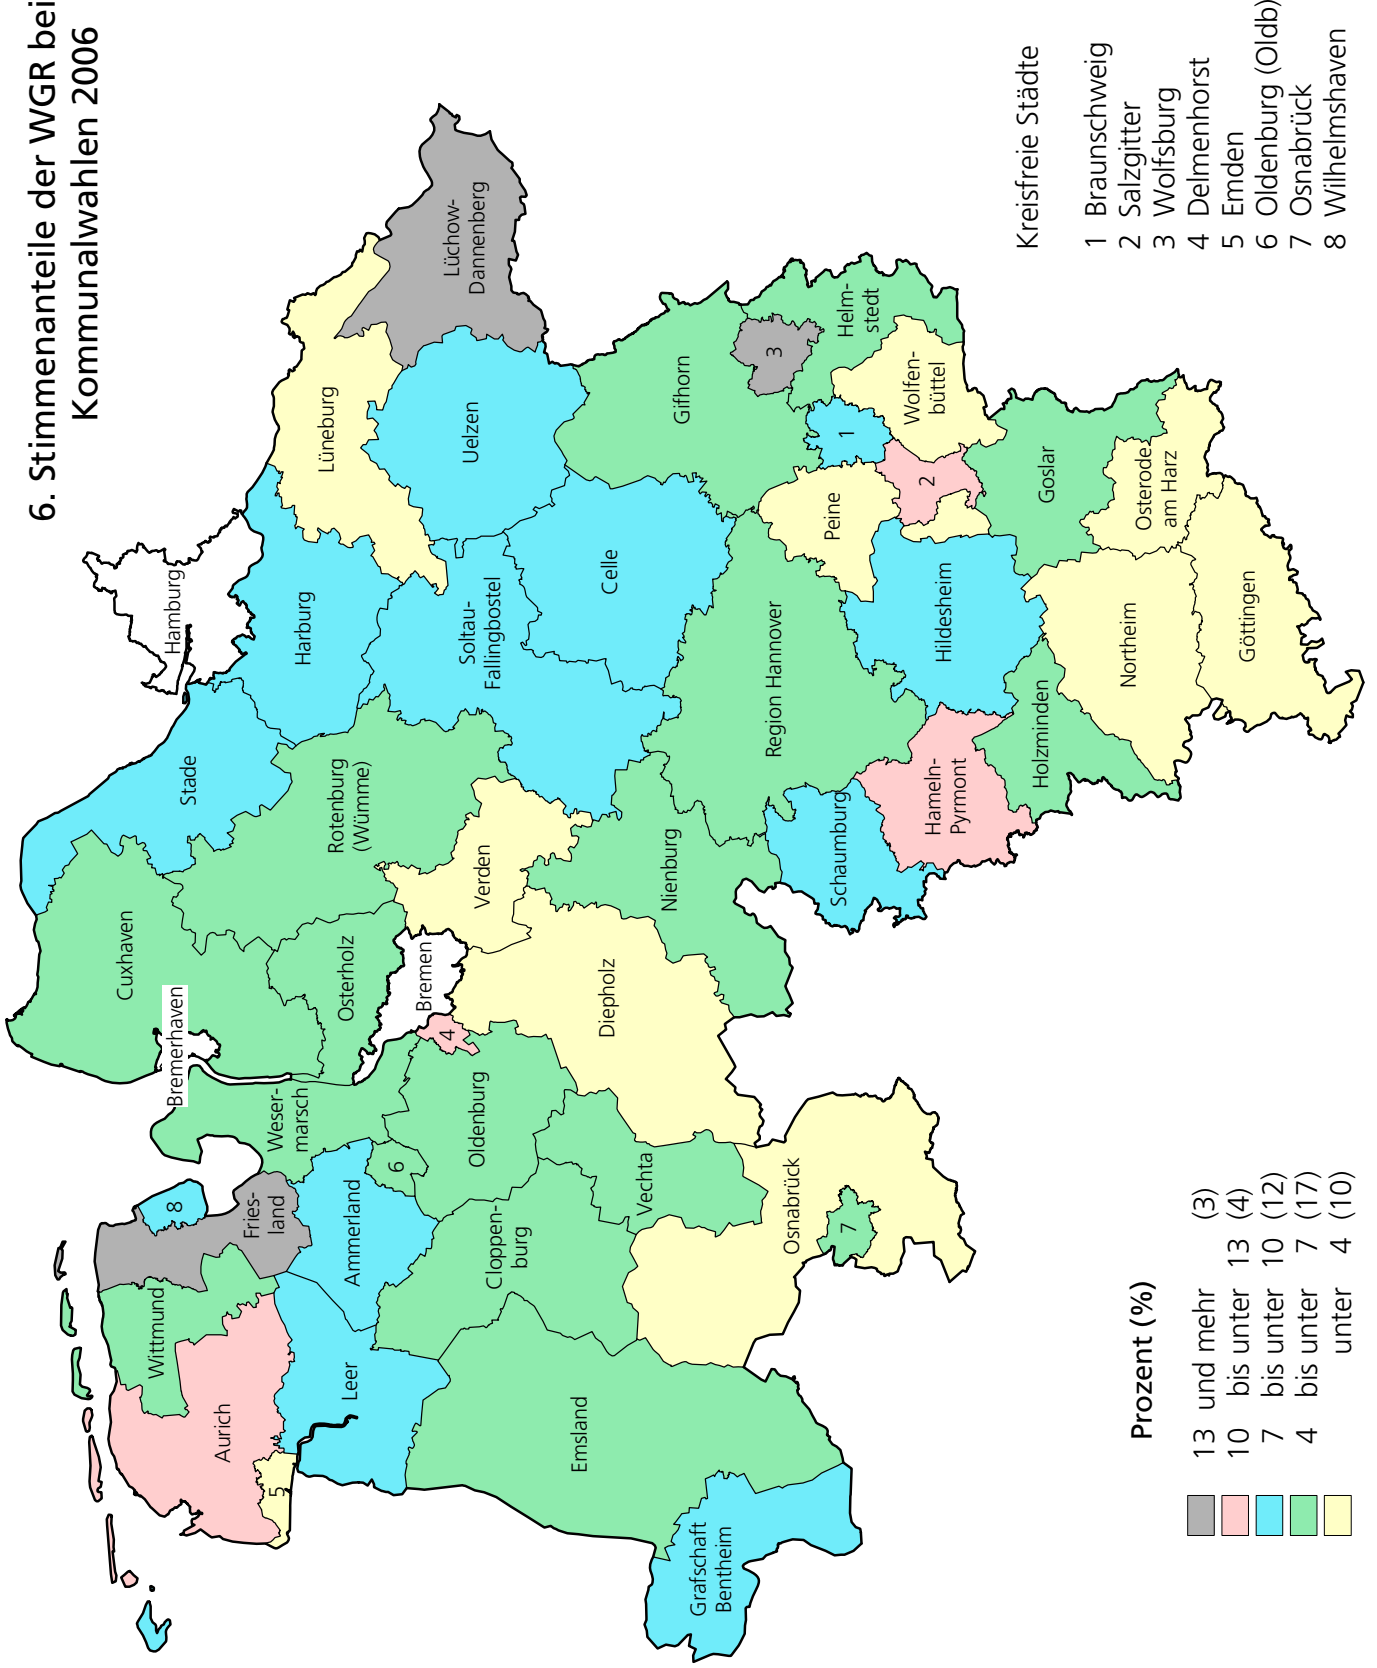 6. Stimmenanteile der WGR bei
Kommunalwahlen 2006
Hamburg
Bremerhaven
Bremen
Cuxhaven
Stade
Harburg
Lüneburg
Lüchow-
Dannenberg
Uelzen
Soltau-
Fallingbostel
Celle
Gifhorn
Rotenburg
(Wümme)
Osterholz
Verden
Weser-
marsch
Wittmund
Aurich
Fries-
land
Ammerland
Leer
Oldenburg
Cloppen-
burg
Vechta
Diepholz
Nienburg
Region Hannover
Emsland
Grafschaft
Bentheim
Osnabrück
Schaumburg
Hameln-
Pyrmont
Hildesheim
Holzminden
Peine
Helm-
stedt
Wolfen-
büttel
Goslar
Osterode
am Harz
Northeim
Göttingen
1
2
3
4
5
6
7
8
Kreisfreie Städte
1 Braunschweig
2 Salzgitter
3 Wolfsburg
4 Delmenhorst
5 Emden
6 Oldenburg (Oldb)
7 Osnabrück
8 Wilhelmshaven
Prozent (%)
13 und mehr (3)
10 bis unter 13 (4)
7 bis unter 10 (12)
4 bis unter 7 (17)
unter 4 (10)